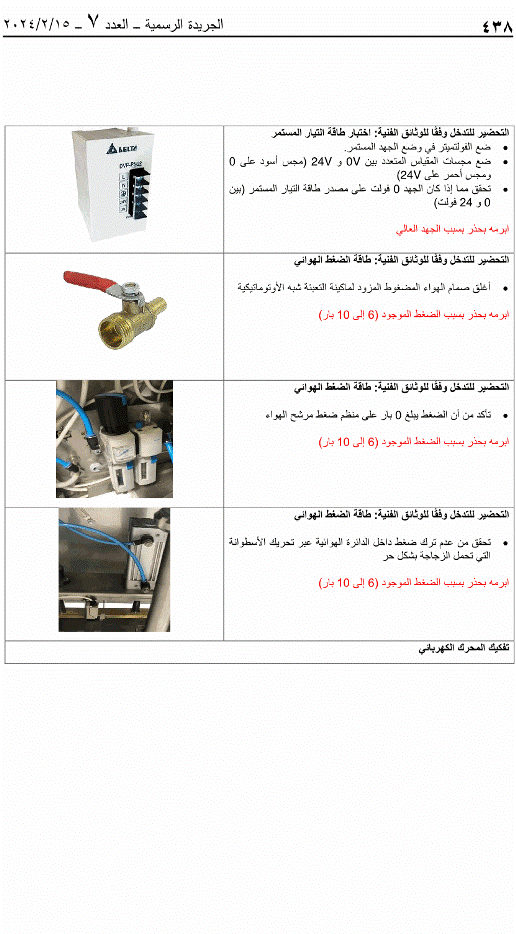 ٤٣٨
الجريدة الرسمية – العدد ٧ – ٢٠٢٤/٢/١٥
التحضير للتدخل وفقًا للوثائق الفنية: اختبار طاقة التيار المستمر
• ضع الفولتميتر في وضع الجهد المستمر.
• ضع مجسات المقياس المتعدد بين 0V و 24V (مجس أسود على 0
ومجس أحمر على 24V)
• تحقق مما إذا كان الجهد 0 فولت على مصدر طاقة التيار المستمر (بين
0 و 24 فولت)
ابرمه بحذر بسبب الجهد العالي
DELTA
DVP-PS02
التحضير للتدخل وفقًا للوثائق الفنية: طاقة الضغط الهوائي
• أغلق صمام الهواء المضغوط المزود لماكينة التعبئة شبه الأوتوماتيكية
ابرمه بحذر بسبب الضغط الموجود (6 إلى 10 بار)
التحضير للتدخل وفقًا للوثائق الفنية: طاقة الضغط الهوائي
• تأكد من أن الضغط يبلغ 0 بار على منظم ضغط مرشح الهواء
ابرمه بحذر بسبب الضغط الموجود (6 إلى 10 بار)
التحضير للتدخل وفقًا للوثائق الفنية: طاقة الضغط الهوائي
• تحقق من عدم ترك ضغط داخل الدائرة الهوائية عبر تحريك الأسطوانة
التي تحمل الزجاجة بشكل حر
ابرمه بحذر بسبب الضغط الموجود (6 إلى 10 بار)
تفكيك المحرك الكهربائي